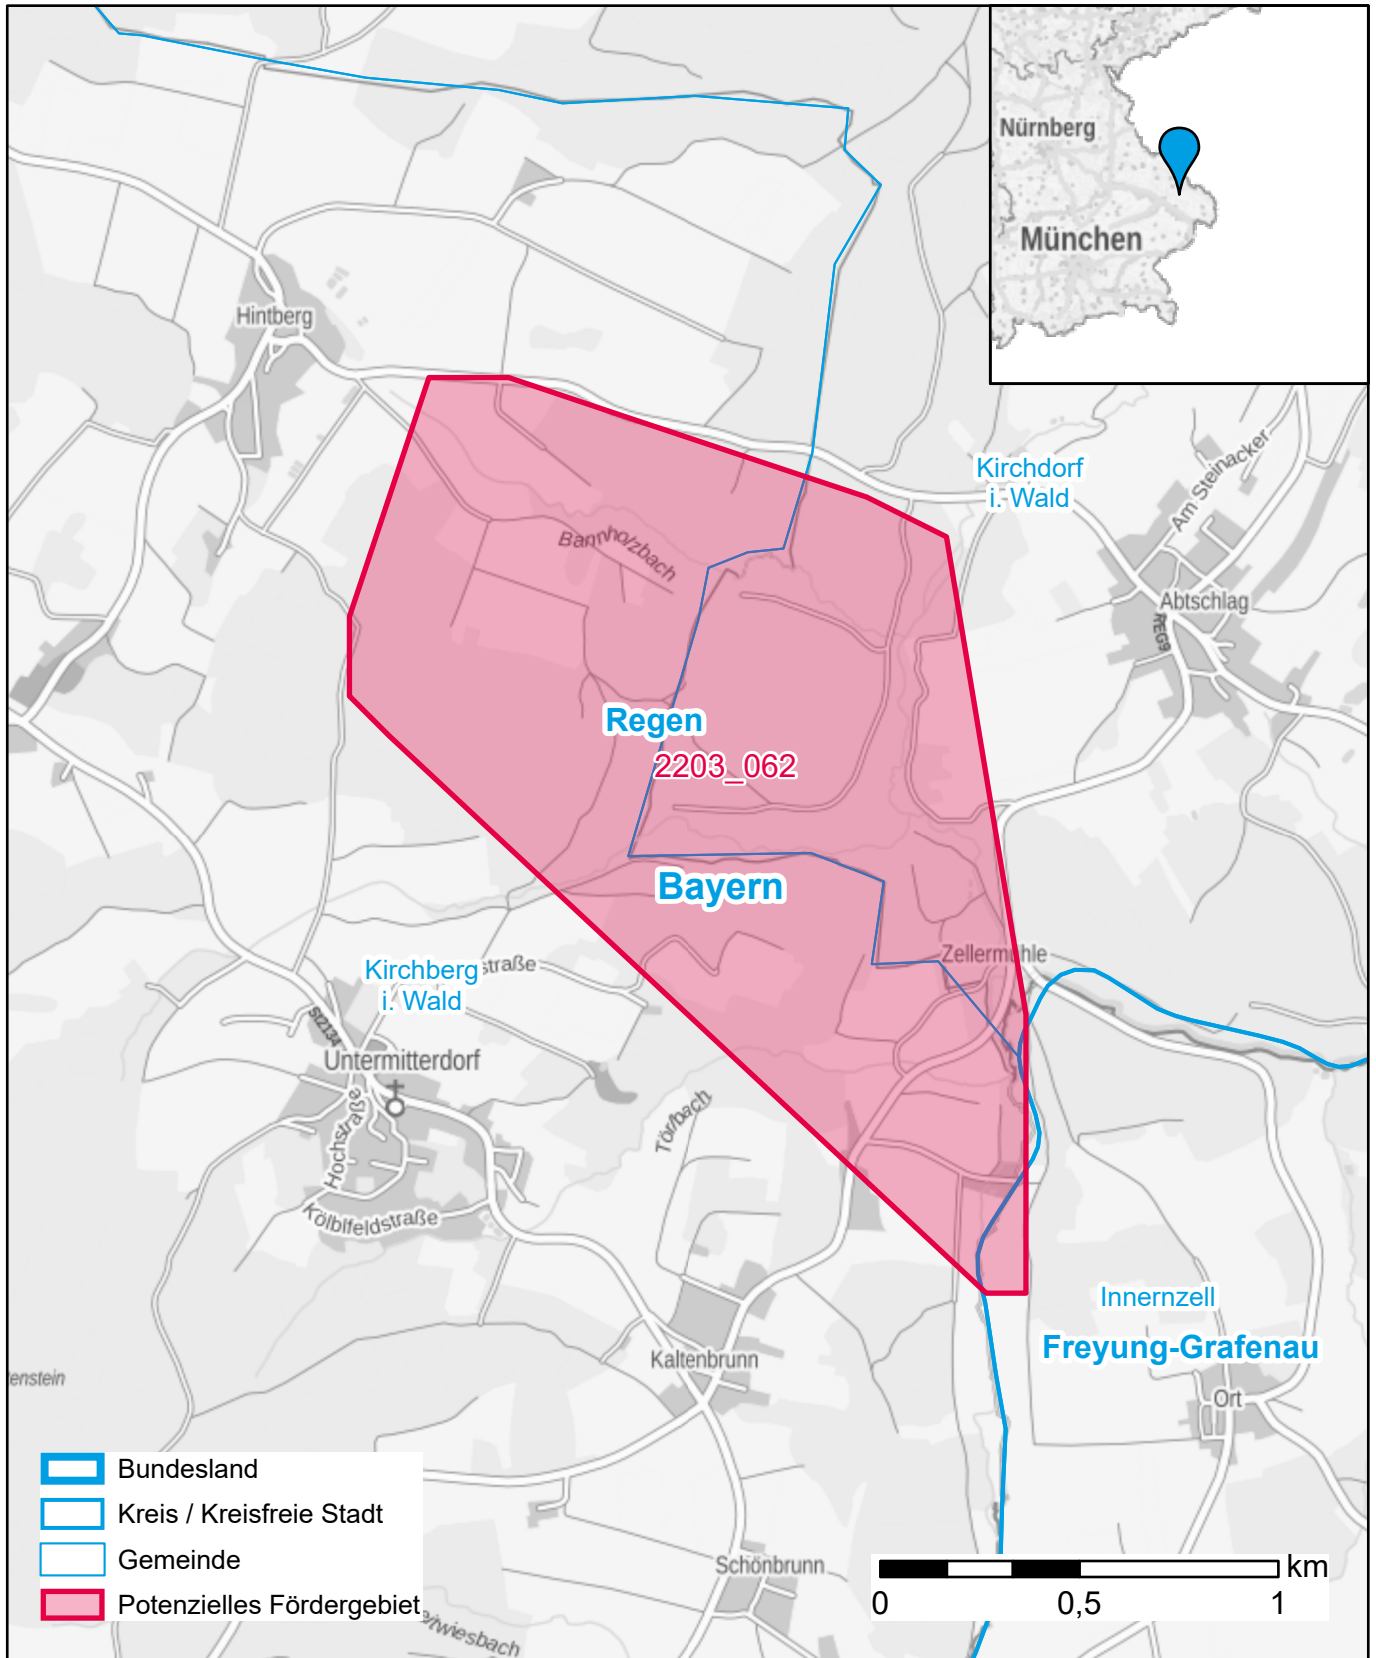 Nürnberg
München
Hintberg
Kirchdorf
i. Wald
Am Steinacker
Bannholzbach
Abtschlag
REG9
Regen
2203_062
Bayern
Zellermühle
Kirchberg
i. Wald
straße
St2134
Untermitterdorf
Hochstraße
Kölblfeldstraße
Törlbach
Innernzell
Freyung-Grafenau
Kaltenbrunn
enstein
Ort
Bundesland
Kreis / Kreisfreie Stadt
Gemeinde
Potenzielles Fördergebiet
Schönbrunn
km
0 0,5 1